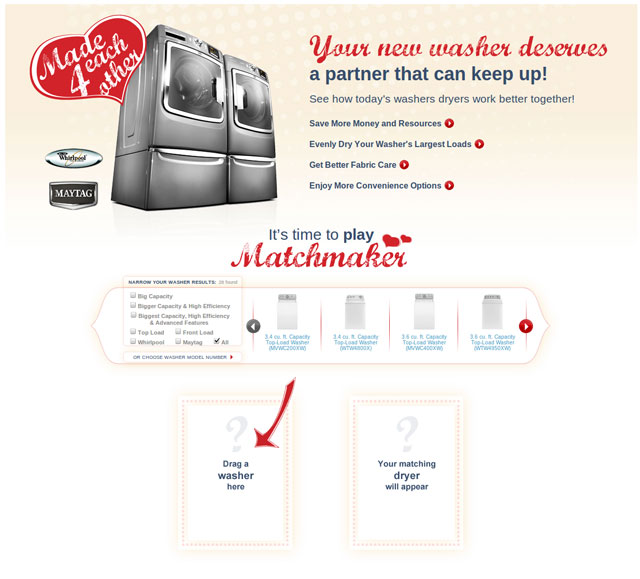 Made
4 each
other
Your new washer deserves
a partner that can keep up!
See how today's washers dryers work better together!
Save More Money and Resources
Evenly Dry Your Washer's Largest Loads
Get Better Fabric Care
Enjoy More Convenience Options
Whirlpool
MAYTAG
It's time to play
Matchmaker
NARROW YOUR WASHER RESULTS: 20 found
Big Capacity
Bigger Capacity & High Efficiency
Biggest Capacity, High Efficiency
& Advanced Features
Top Load Front Load
Whirlpool Maytag All
OR CHOOSE WASHER MODEL NUMBER
3.4 cu. ft. Capacity
Top-Load Washer
(MVWC200XW)
3.4 cu. ft. Capacity
Top-Load Washer
(WTW4800X)
3.6 cu. ft. Capacity
Top-Load Washer
(MVWC400XW)
3.6 cu. ft. Capacity
Top-Load Washer
(WTW4950XW)
?
Drag a
washer
here
?
Your matching
dryer
will appear